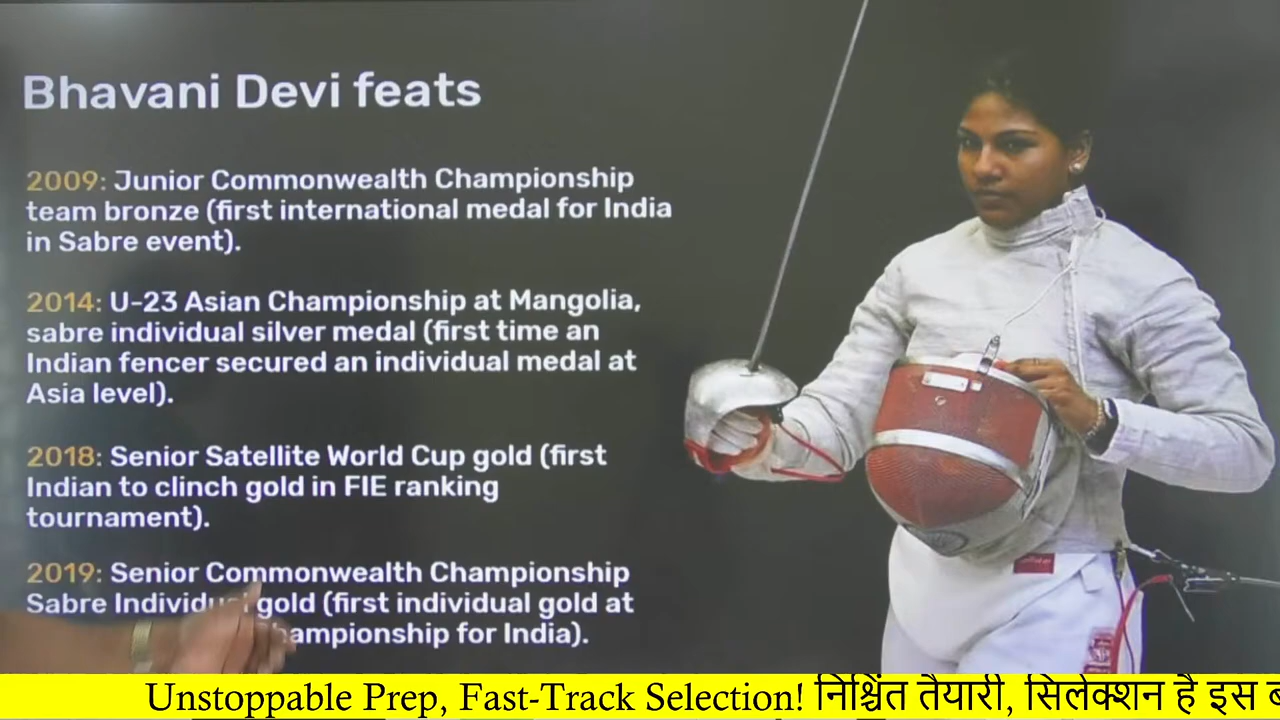 Bhavani Devi feats
2009: Junior Commonwealth Championship
team bronze (first international medal for India
in Sabre event).
2014: U-23 Asian Championship at Mangolia,
sabre individual silver medal (first time an
Indian fencer secured an individual medal at
Asia level).
2018: Senior Satellite World Cup gold (first
Indian to clinch gold in FIE ranking
tournament).
2019: Senior Commonwealth Championship
Sabre Individual gold (first individual gold at
hampionship for India).
Unstoppable Prep, Fast-Track Selection! निश्चिंत तैयारी, सिलेक्शन है इस